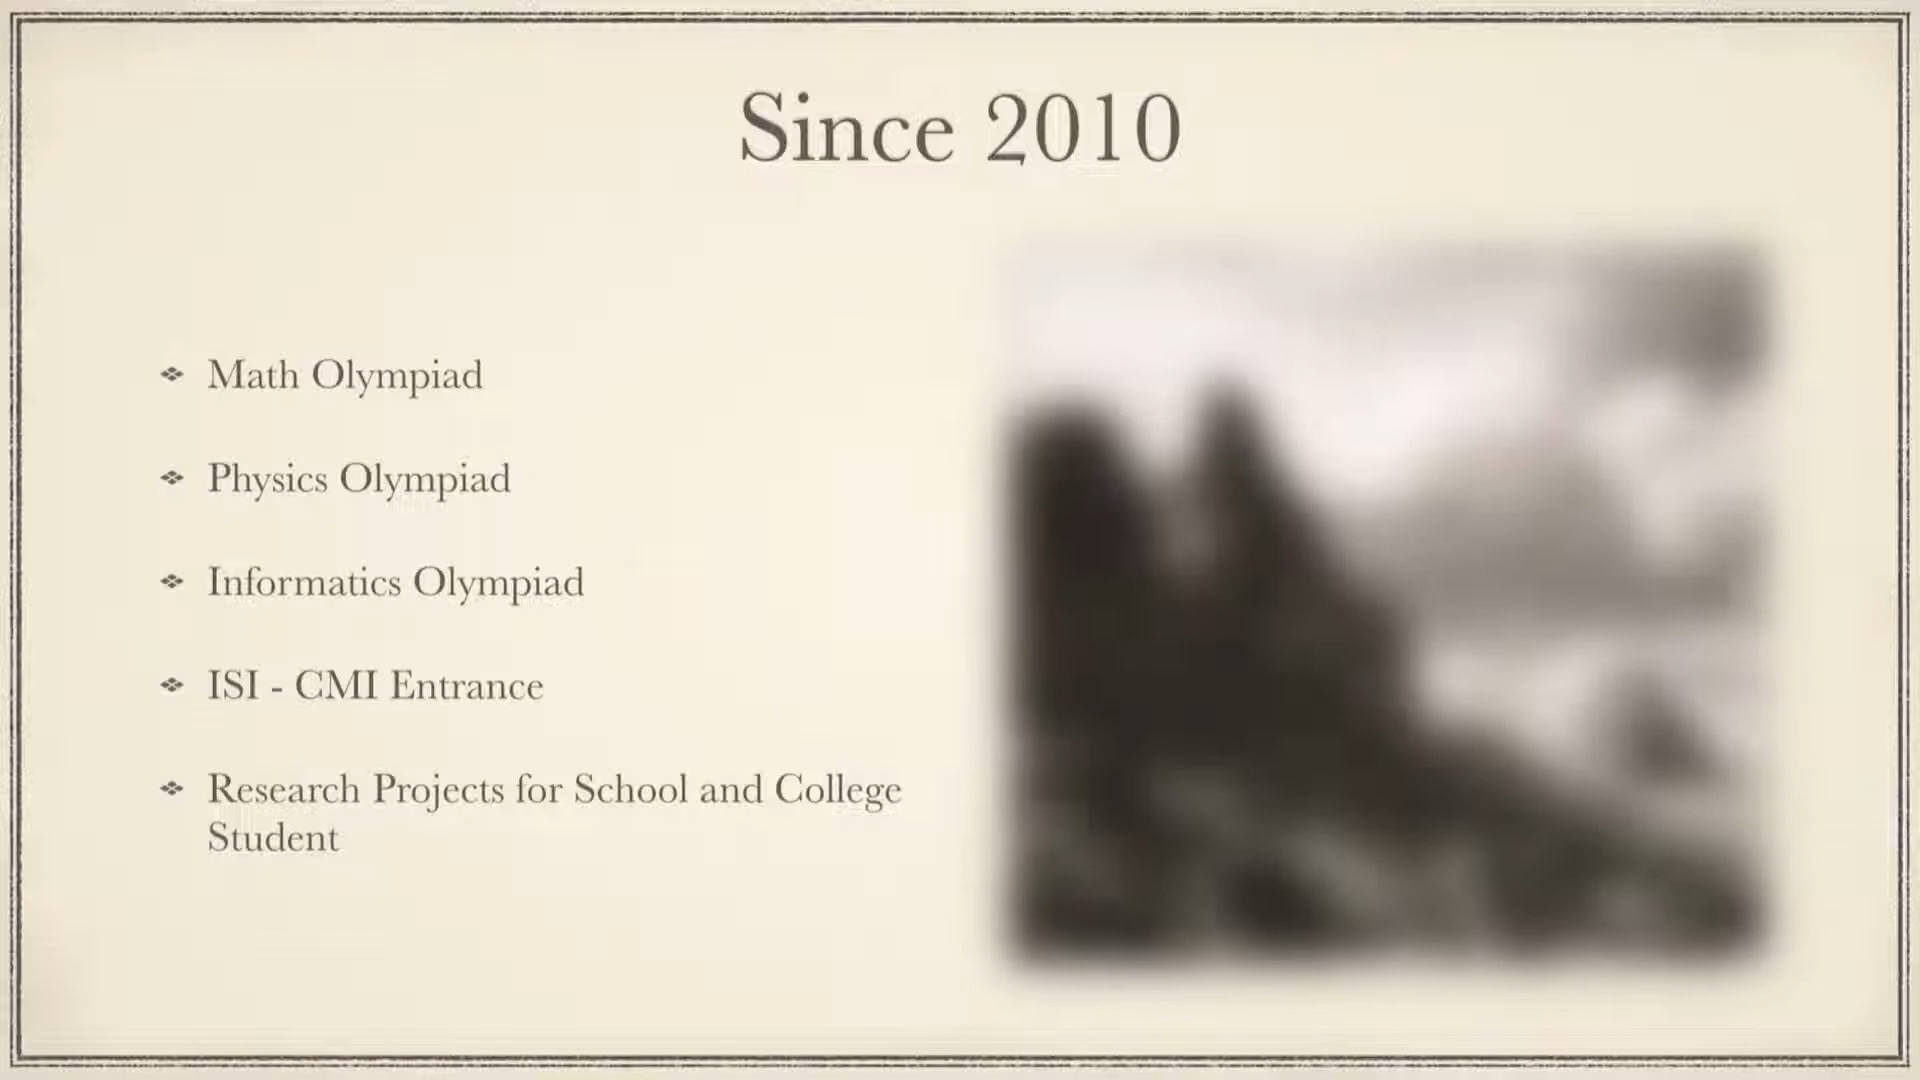 Since 2010
Math Olympiad
Physics Olympiad
Informatics Olympiad
ISI - CMI Entrance
Research Projects for School and College
Student